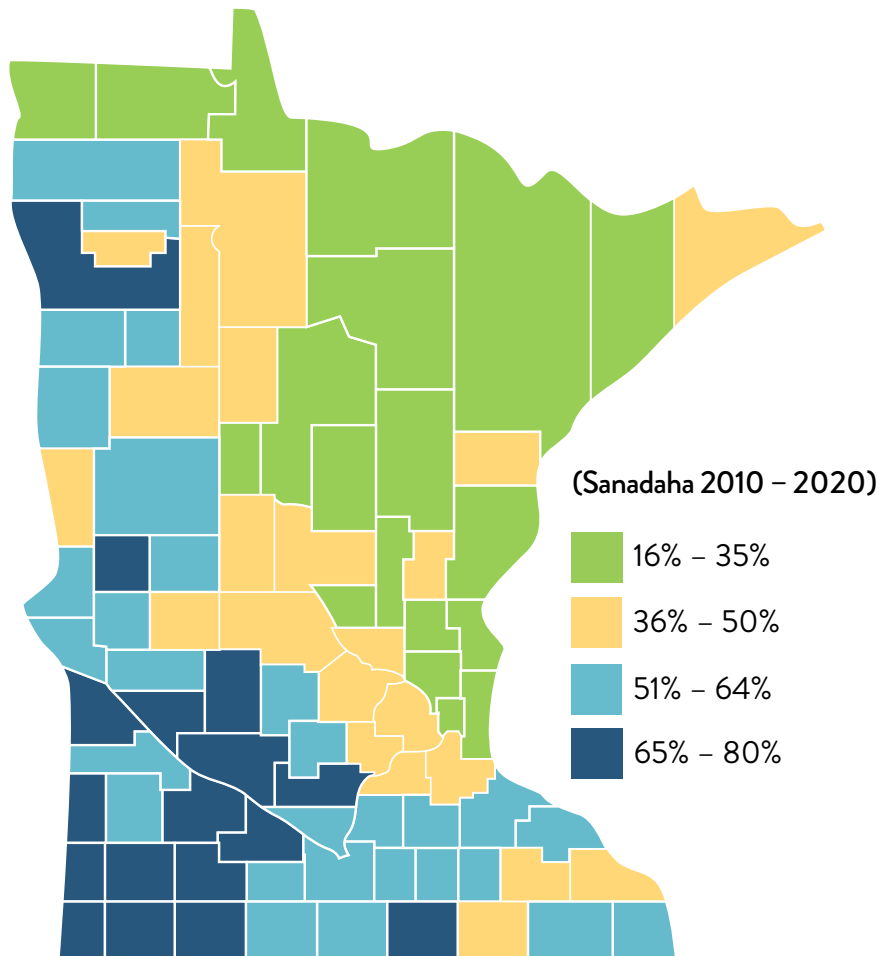 (Sanadaha 2010 – 2020)
16% – 35%
36% – 50%
51% – 64%
65% – 80%